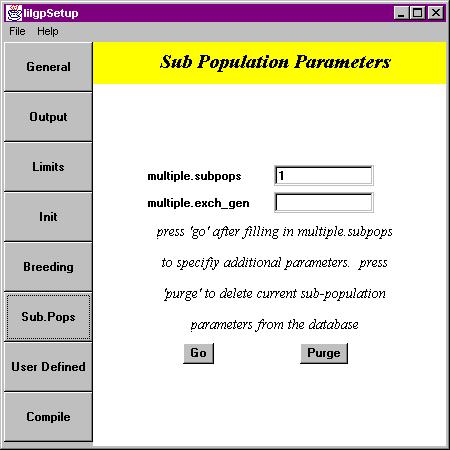 lilgpSetup
File Help
General
Output
Limits
Init
Breeding
Sub.Pops
User Defined
Compile
Sub Population Parameters
multiple.subpops 1
multiple.exch_gen
press 'go' after filling in multiple.subpops
to specifiy additional parameters. press
'purge' to delete current sub-population
parameters from the database
Go Purge